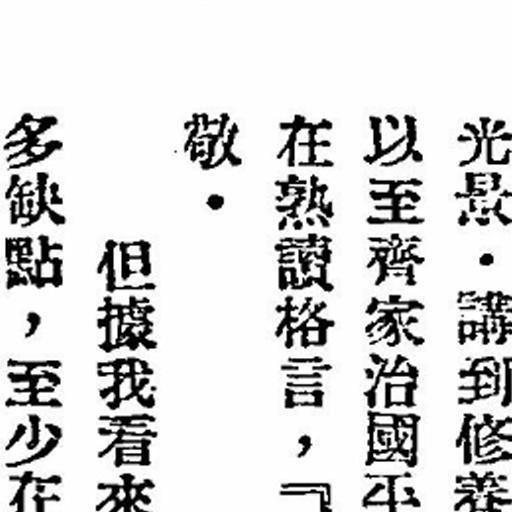 光景·講到修養
以至齊家治國平
在熟讀格言，『
敬·
但據我看來
多缺點，至少在